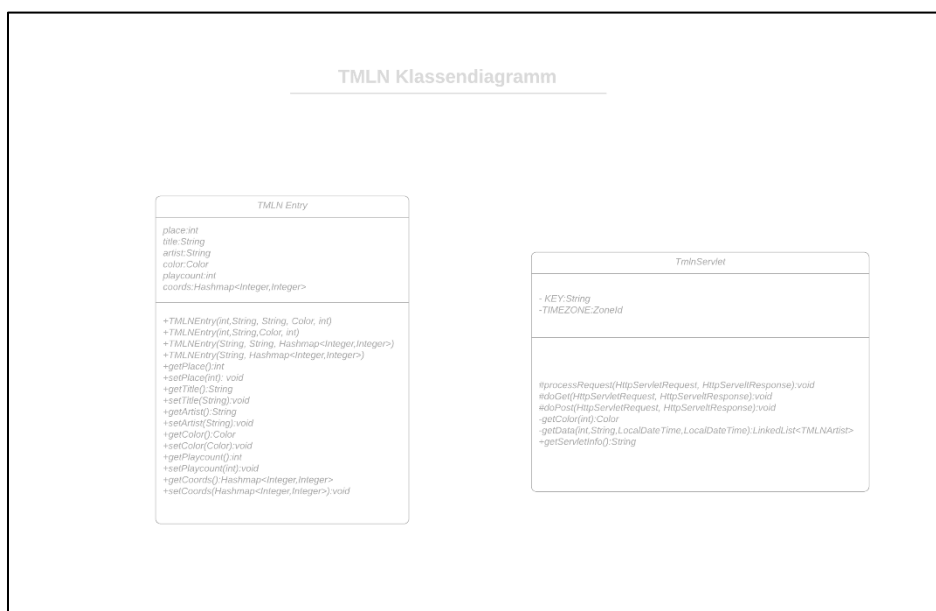 TMLN Klassendiagramm
TMLN Entry
place:int
title:String
artist:String
color:Color
playcount:int
coords:Hashmap<Integer,Integer>
+TMLNEntry(int,String, String, Color, int)
+TMLNEntry(int,String,Color, int)
+TMLNEntry(String, String, Hashmap<Integer,Integer>)
+TMLNEntry(String, Hashmap<Integer,Integer>)
+getPlace():int
+setPlace(int): void
+getTitle():String
+setTitle(String):void
+getArtist():String
+setArtist(String):void
+getColor():Color
+setColor(Color):void
+getPlaycount():int
+setPlaycount(int):void
+getCoords():Hashmap<Integer,Integer>
+setCoords(Hashmap<Integer,Integer>):void
TmlnServlet
- KEY:String
-TIMEZONE:ZoneId
#processRequest(HttpServletRequest, HttpServeltResponse):void
#doGet(HttpServletRequest, HttpServeltResponse):void
#doPost(HttpServletRequest, HttpServeltResponse):void
-getColor(int):Color
-getData(int,String,LocalDateTime,LocalDateTime):LinkedList<TMLNArtist>
+getServletInfo():String